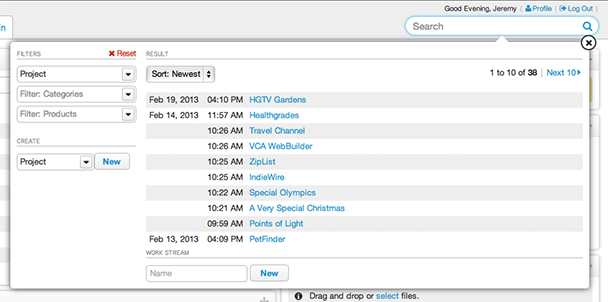 Good Evening, Jeremy ( Profile | Log Out )
in
Search
FILTERS
Reset
Project
Filter: Categories
Filter: Products
CREATE
Project New
RESULT
Sort: Newest
1 to 10 of 38 | Next 10
Feb 19, 2013 04:10 PM HGTV Gardens
Feb 14, 2013 11:57 AM Healthgrades
10:26 AM Travel Channel
10:26 AM VCA WebBuilder
10:25 AM ZipList
10:25 AM IndieWire
10:22 AM Special Olympics
10:21 AM A Very Special Christmas
09:59 AM Points of Light
Feb 13, 2013 04:09 PM PetFinder
WORK STREAM
Name New
Drag and drop or select files.